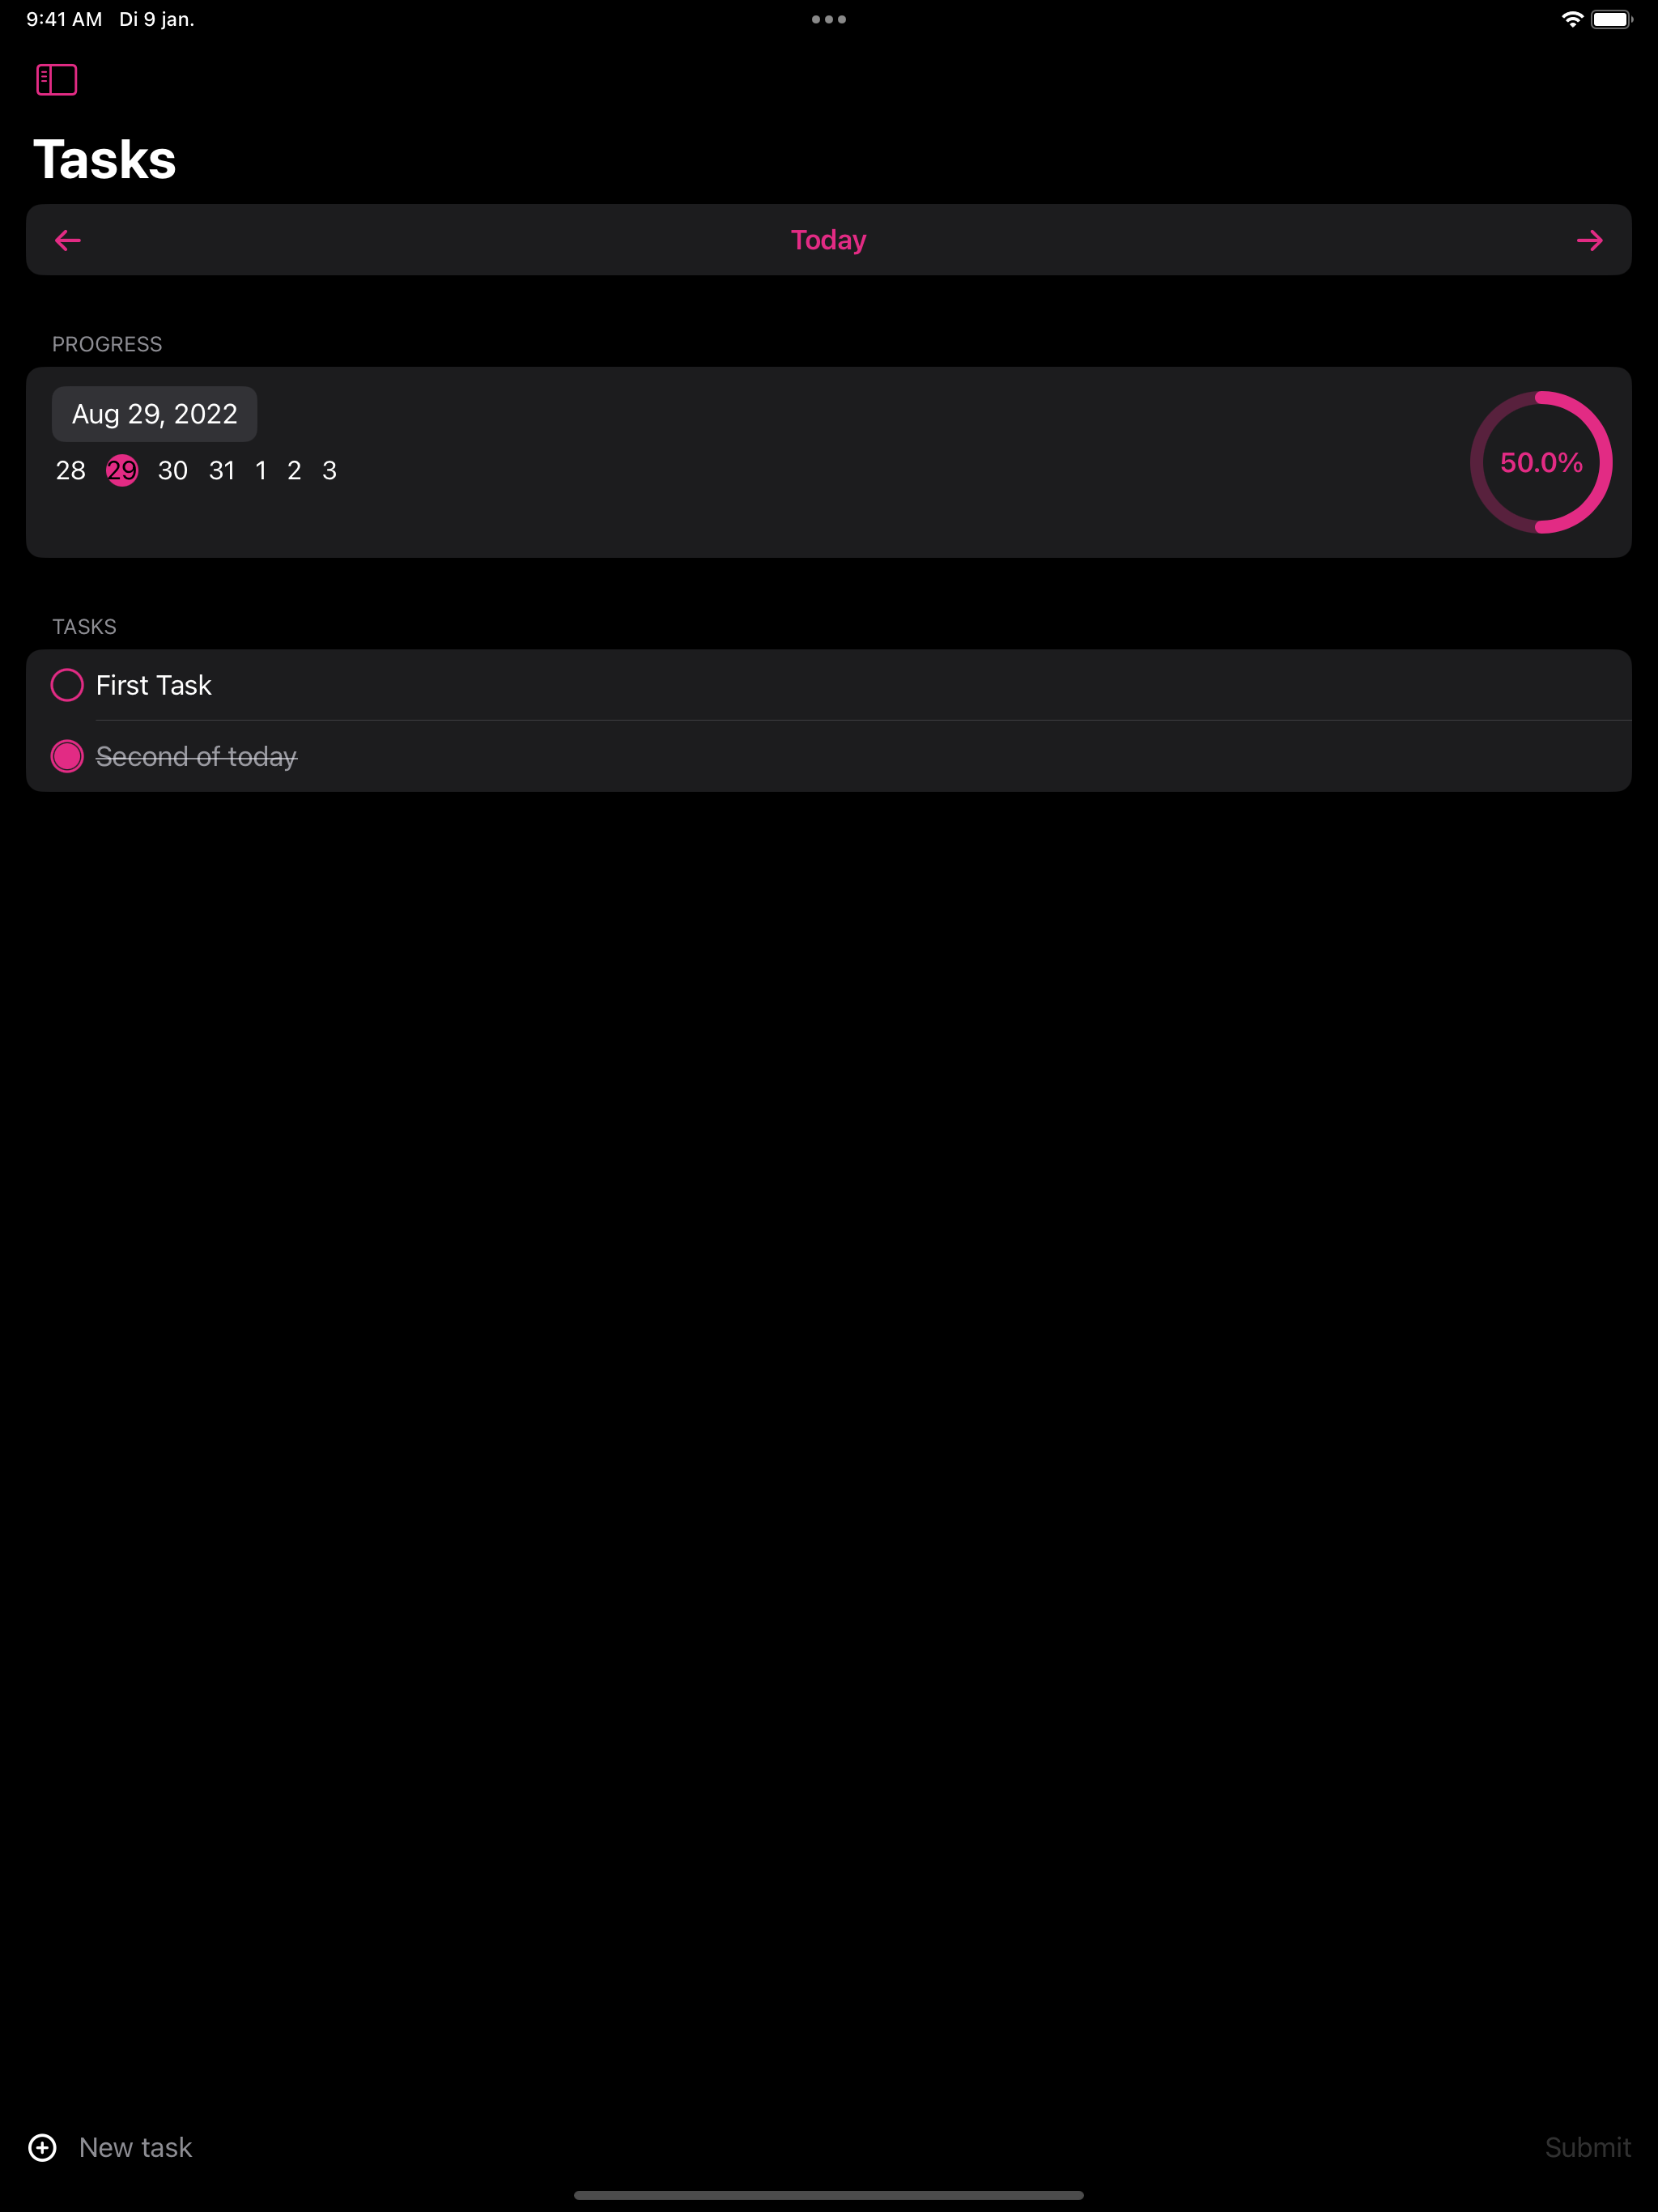 9:41 AM Di 9 jan.
Tasks
Today
PROGRESS
Aug 29, 2022
28 29 30 31 1 2 3
50.0%
TASKS
First Task
Second of today
New task
Submit